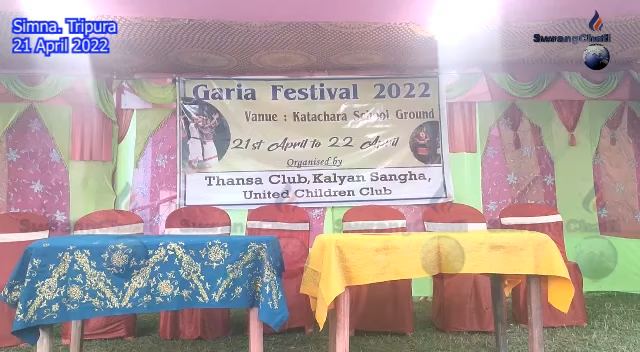 Simna. Tripura
21 April 2022
SwrangChati
Garia Festival 2022
Vanue : Katachara School Ground
21st April to 22 April
Organised by
Thansa Club, Kalyan Sangha,
United Children Club